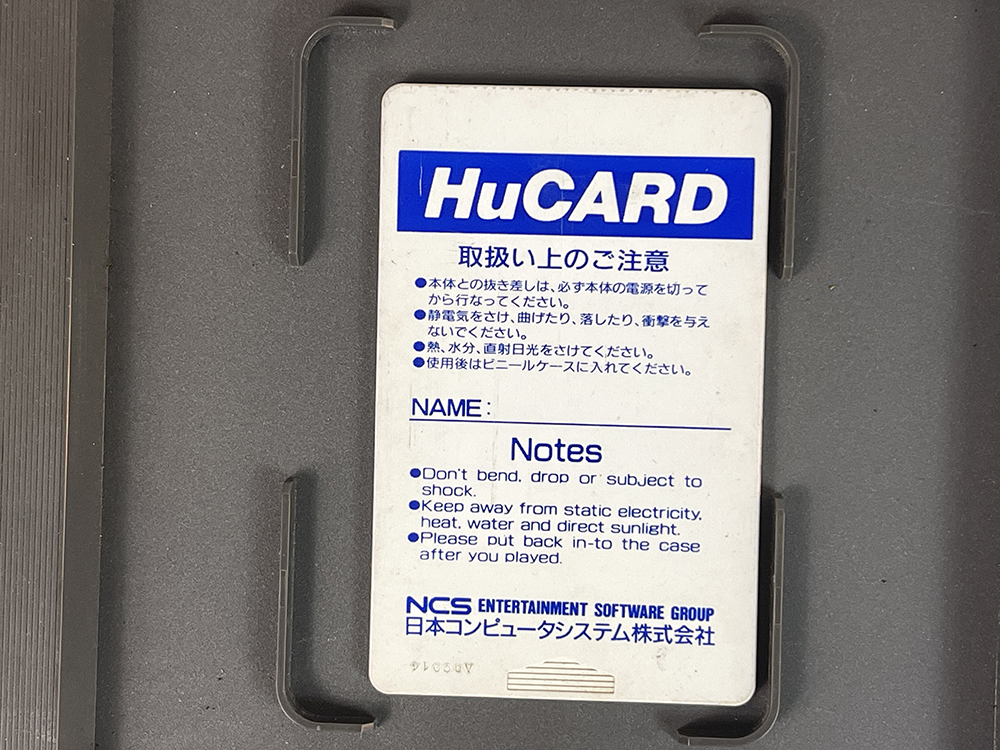 HuCARD
取扱い上のご注意
●本体との抜き差しは、必ず本体の電源を切って
から行なってください。
●静電気をさけ、曲げたり、落したり、衝撃を与え
ないでください。
●熱、水分、直射日光をさけてください。
●使用後はビニールケースに入れてください。
NAME:
Notes
●Don't bend, drop or subject to
shock.
●Keep away from static electricity,
heat, water and direct sunlight.
●Please put back in-to the case
after you played.
NCS ENTERTAINMENT SOFTWARE GROUP
日本コンピュータシステム株式会社